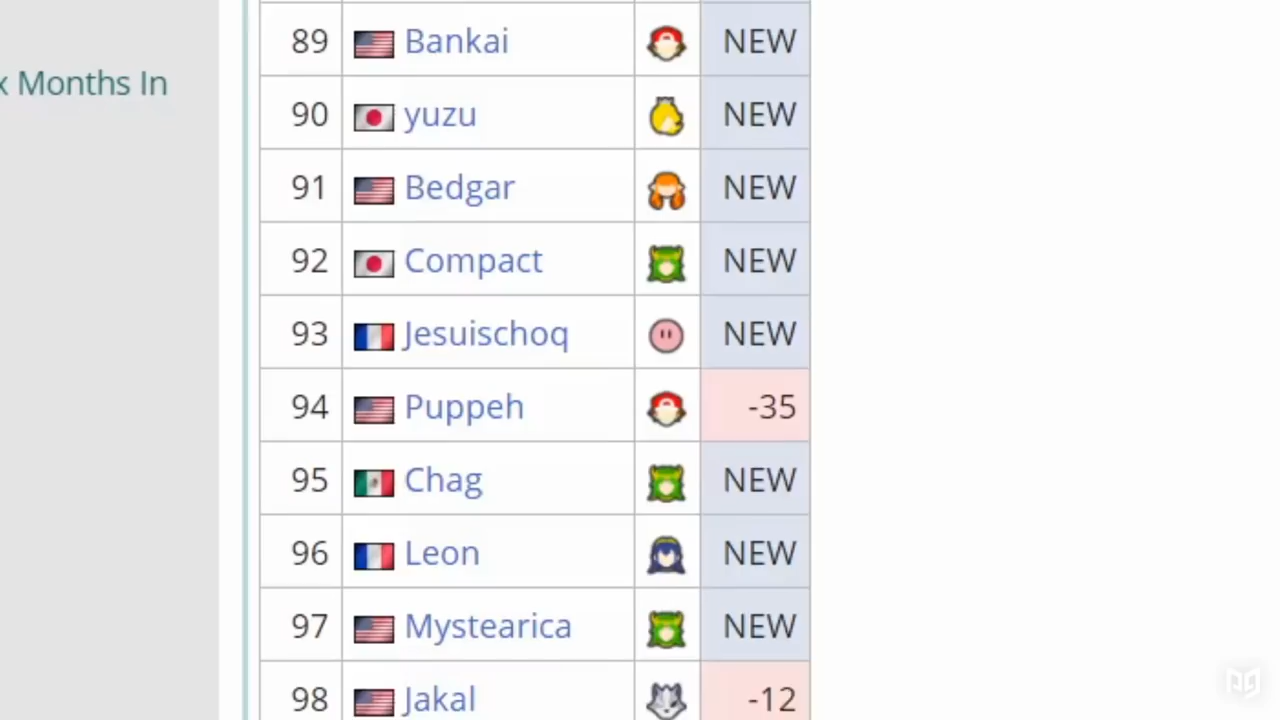 x Months In
89 Bankai NEW
90 yuzu NEW
91 Bedgar NEW
92 Compact NEW
93 Jesuischoq NEW
94 Puppeh -35
95 Chag NEW
96 Leon NEW
97 Mystearica NEW
98 Jakal -12